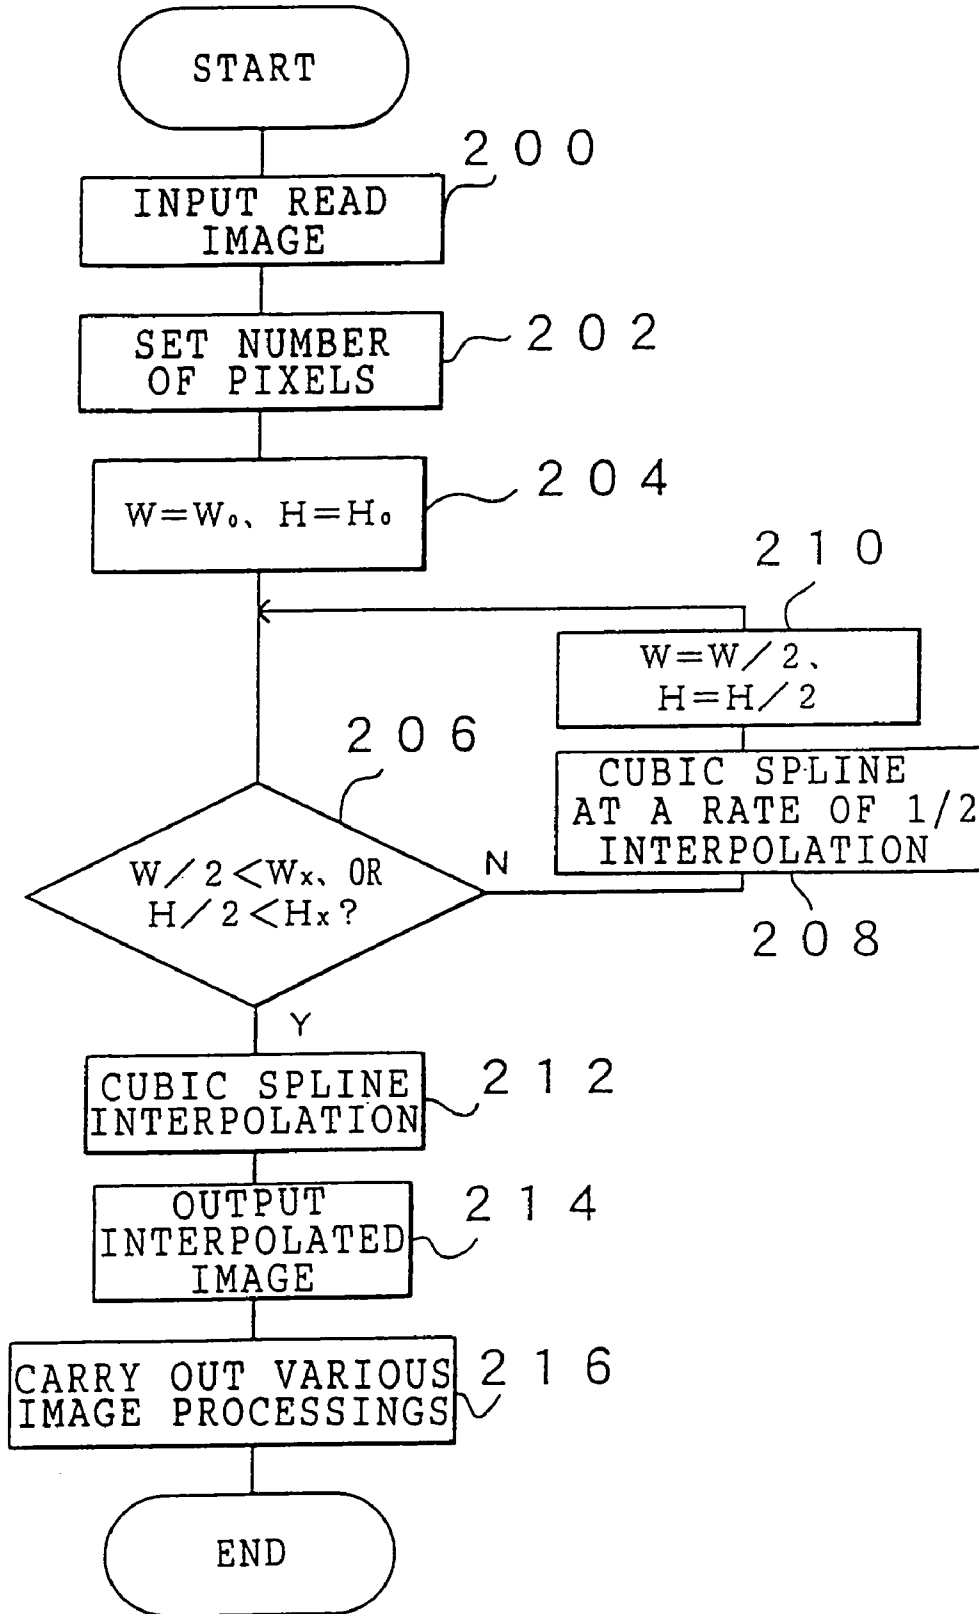 START
200
INPUT READ
IMAGE
202
SET NUMBER
OF PIXELS
204
W=W₀、H=H₀
210
W=W/2、
H=H/2
206
CUBIC SPLINE
AT A RATE OF 1/2
INTERPOLATION
W/2<Wx、OR
H/2<Hx?
N
208
Y
212
CUBIC SPLINE
INTERPOLATION
214
OUTPUT
INTERPOLATED
IMAGE
216
CARRY OUT VARIOUS
IMAGE PROCESSINGS
END